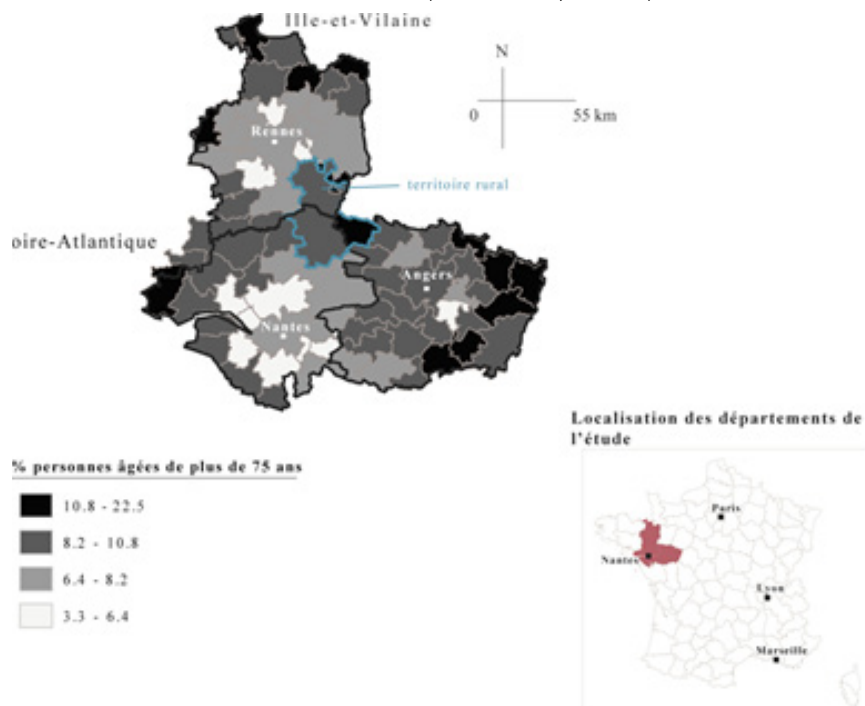 Ille-et-Vilaine
N
0 55 km
Rennes
territoire rural
oire-Atlantique
Angers
Nantes
Localisation des départements de
l'étude
% personnes âgées de plus de 75 ans
10.8 - 22.5
8.2 - 10.8
6.4 - 8.2
3.3 - 6.4
Paris
Nantes
Lyon
Marseille